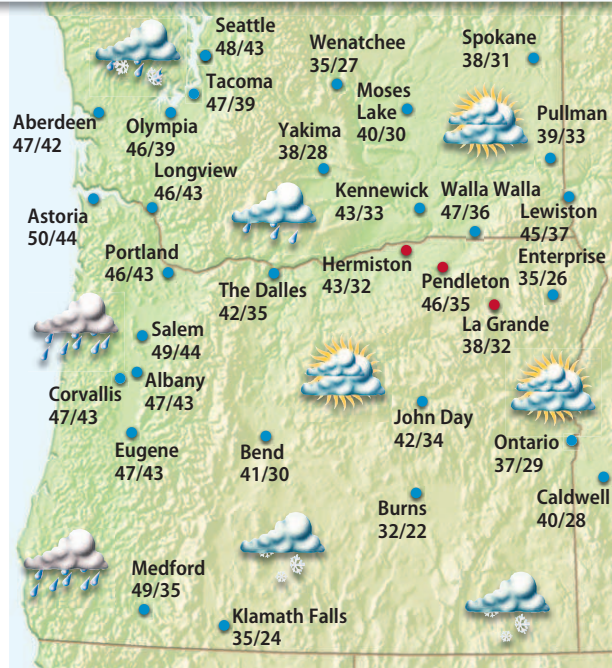 Seattle
48/43
Wenatchee
35/27
Spokane
38/31
Tacoma
47/39
Moses
Lake
40/30
Aberdeen
47/42
Olympia
46/39
Pullman
39/33
Yakima
38/28
Longview
46/43
Kennewick
43/33
Walla Walla
47/36
Lewiston
45/37
Astoria
50/44
Portland
46/43
The Dalles
42/35
Hermiston
43/32
Pendleton
46/35
Enterprise
35/26
La Grande
38/32
Salem
49/44
Corvallis
47/43
Albany
47/43
John Day
42/34
Eugene
47/43
Bend
41/30
Ontario
37/29
Burns
32/22
Caldwell
40/28
Medford
49/35
Klamath Falls
35/24